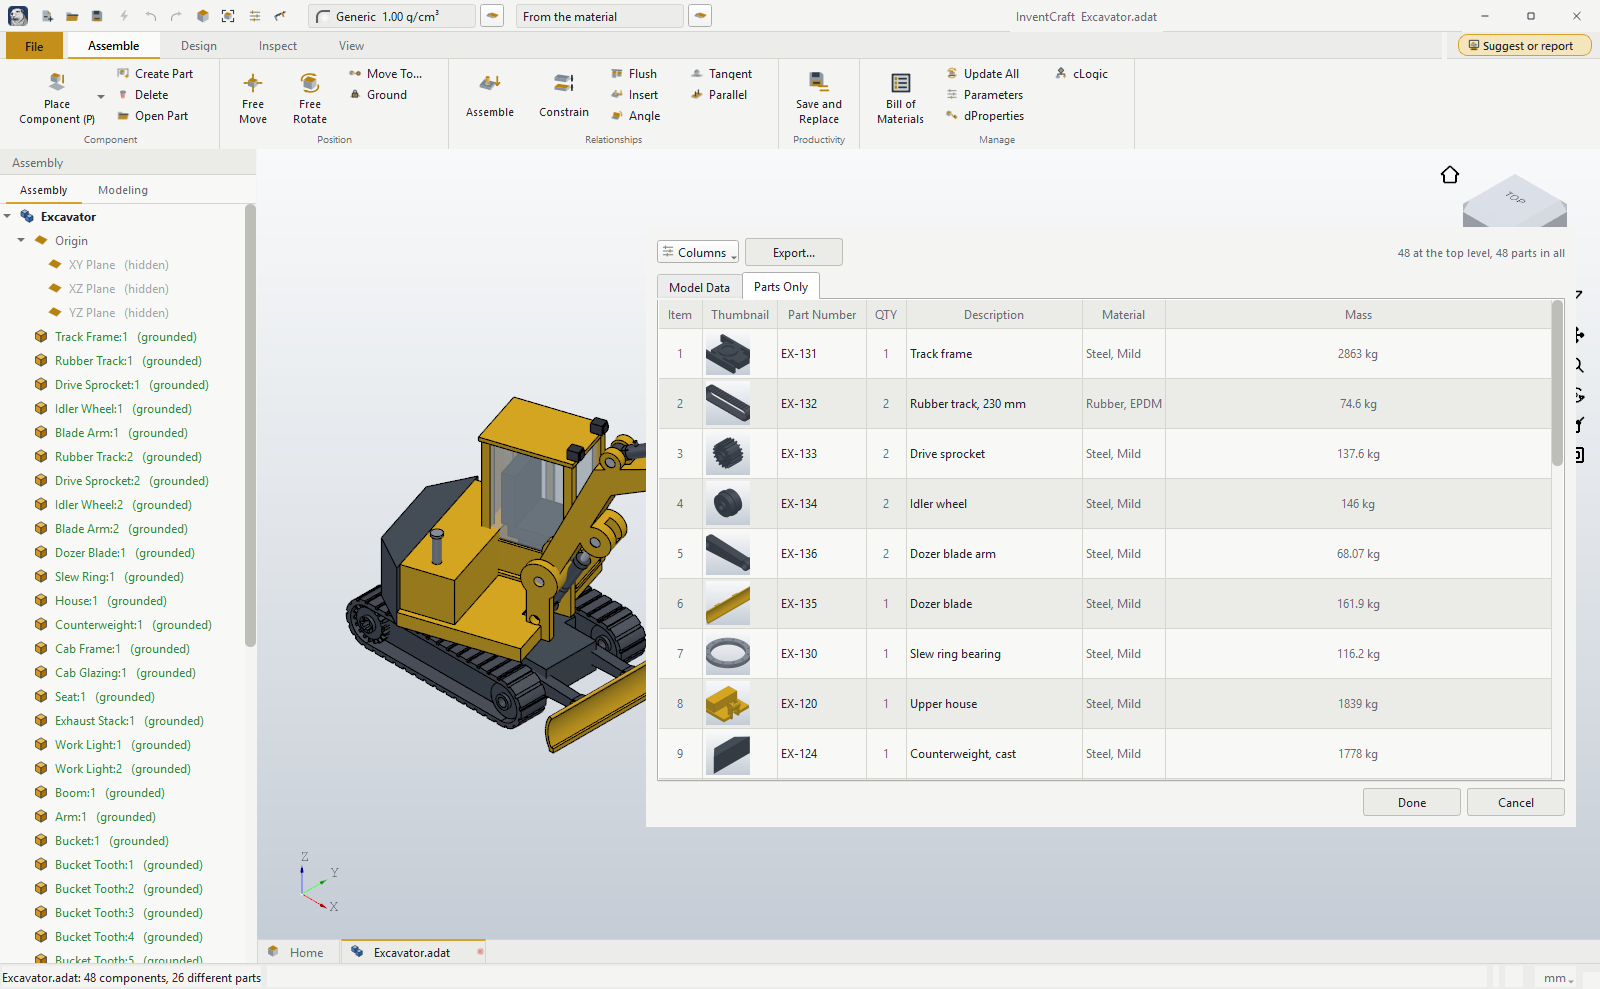 Generic 1.00 g/cm³
From the material
InventCraft Excavator.adat
File
Assemble
Design
Inspect
View
Suggest or report
Place
Component (P)
Create Part
Delete
Open Part
Component
Free
Move
Free
Rotate
Move To...
Ground
Position
Assemble
Constrain
Flush
Insert
Angle
Tangent
Parallel
Relationships
Save and
Replace
Productivity
Bill of
Materials
Update All
Parameters
dProperties
cLogic
Manage
Assembly
Assembly
Modeling
Excavator
Origin
XY Plane (hidden)
XZ Plane (hidden)
YZ Plane (hidden)
Track Frame:1 (grounded)
Rubber Track:1 (grounded)
Drive Sprocket:1 (grounded)
Idler Wheel:1 (grounded)
Blade Arm:1 (grounded)
Rubber Track:2 (grounded)
Drive Sprocket:2 (grounded)
Idler Wheel:2 (grounded)
Blade Arm:2 (grounded)
Dozer Blade:1 (grounded)
Slew Ring:1 (grounded)
House:1 (grounded)
Counterweight:1 (grounded)
Cab Frame:1 (grounded)
Cab Glazing:1 (grounded)
Seat:1 (grounded)
Exhaust Stack:1 (grounded)
Work Light:1 (grounded)
Work Light:2 (grounded)
Boom:1 (grounded)
Arm:1 (grounded)
Bucket:1 (grounded)
Bucket Tooth:1 (grounded)
Bucket Tooth:2 (grounded)
Bucket Tooth:3 (grounded)
Bucket Tooth:4 (grounded)
Bucket Tooth:5 (grounded)
TOP
Columns
Export...
48 at the top level, 48 parts in all
Model Data
Parts Only
Item Thumbnail Part Number QTY Description Material Mass
1 EX-131 1 Track frame Steel, Mild 2863 kg
2 EX-132 2 Rubber track, 230 mm Rubber, EPDM 74.6 kg
3 EX-133 2 Drive sprocket Steel, Mild 137.6 kg
4 EX-134 2 Idler wheel Steel, Mild 146 kg
5 EX-136 2 Dozer blade arm Steel, Mild 68.07 kg
6 EX-135 1 Dozer blade Steel, Mild 161.9 kg
7 EX-130 1 Slew ring bearing Steel, Mild 116.2 kg
8 EX-120 1 Upper house Steel, Mild 1839 kg
9 EX-124 1 Counterweight, cast Steel, Mild 1778 kg
Done
Cancel
Z
Y
X
Home
Excavator.adat
Excavator.adat: 48 components, 26 different parts
mm